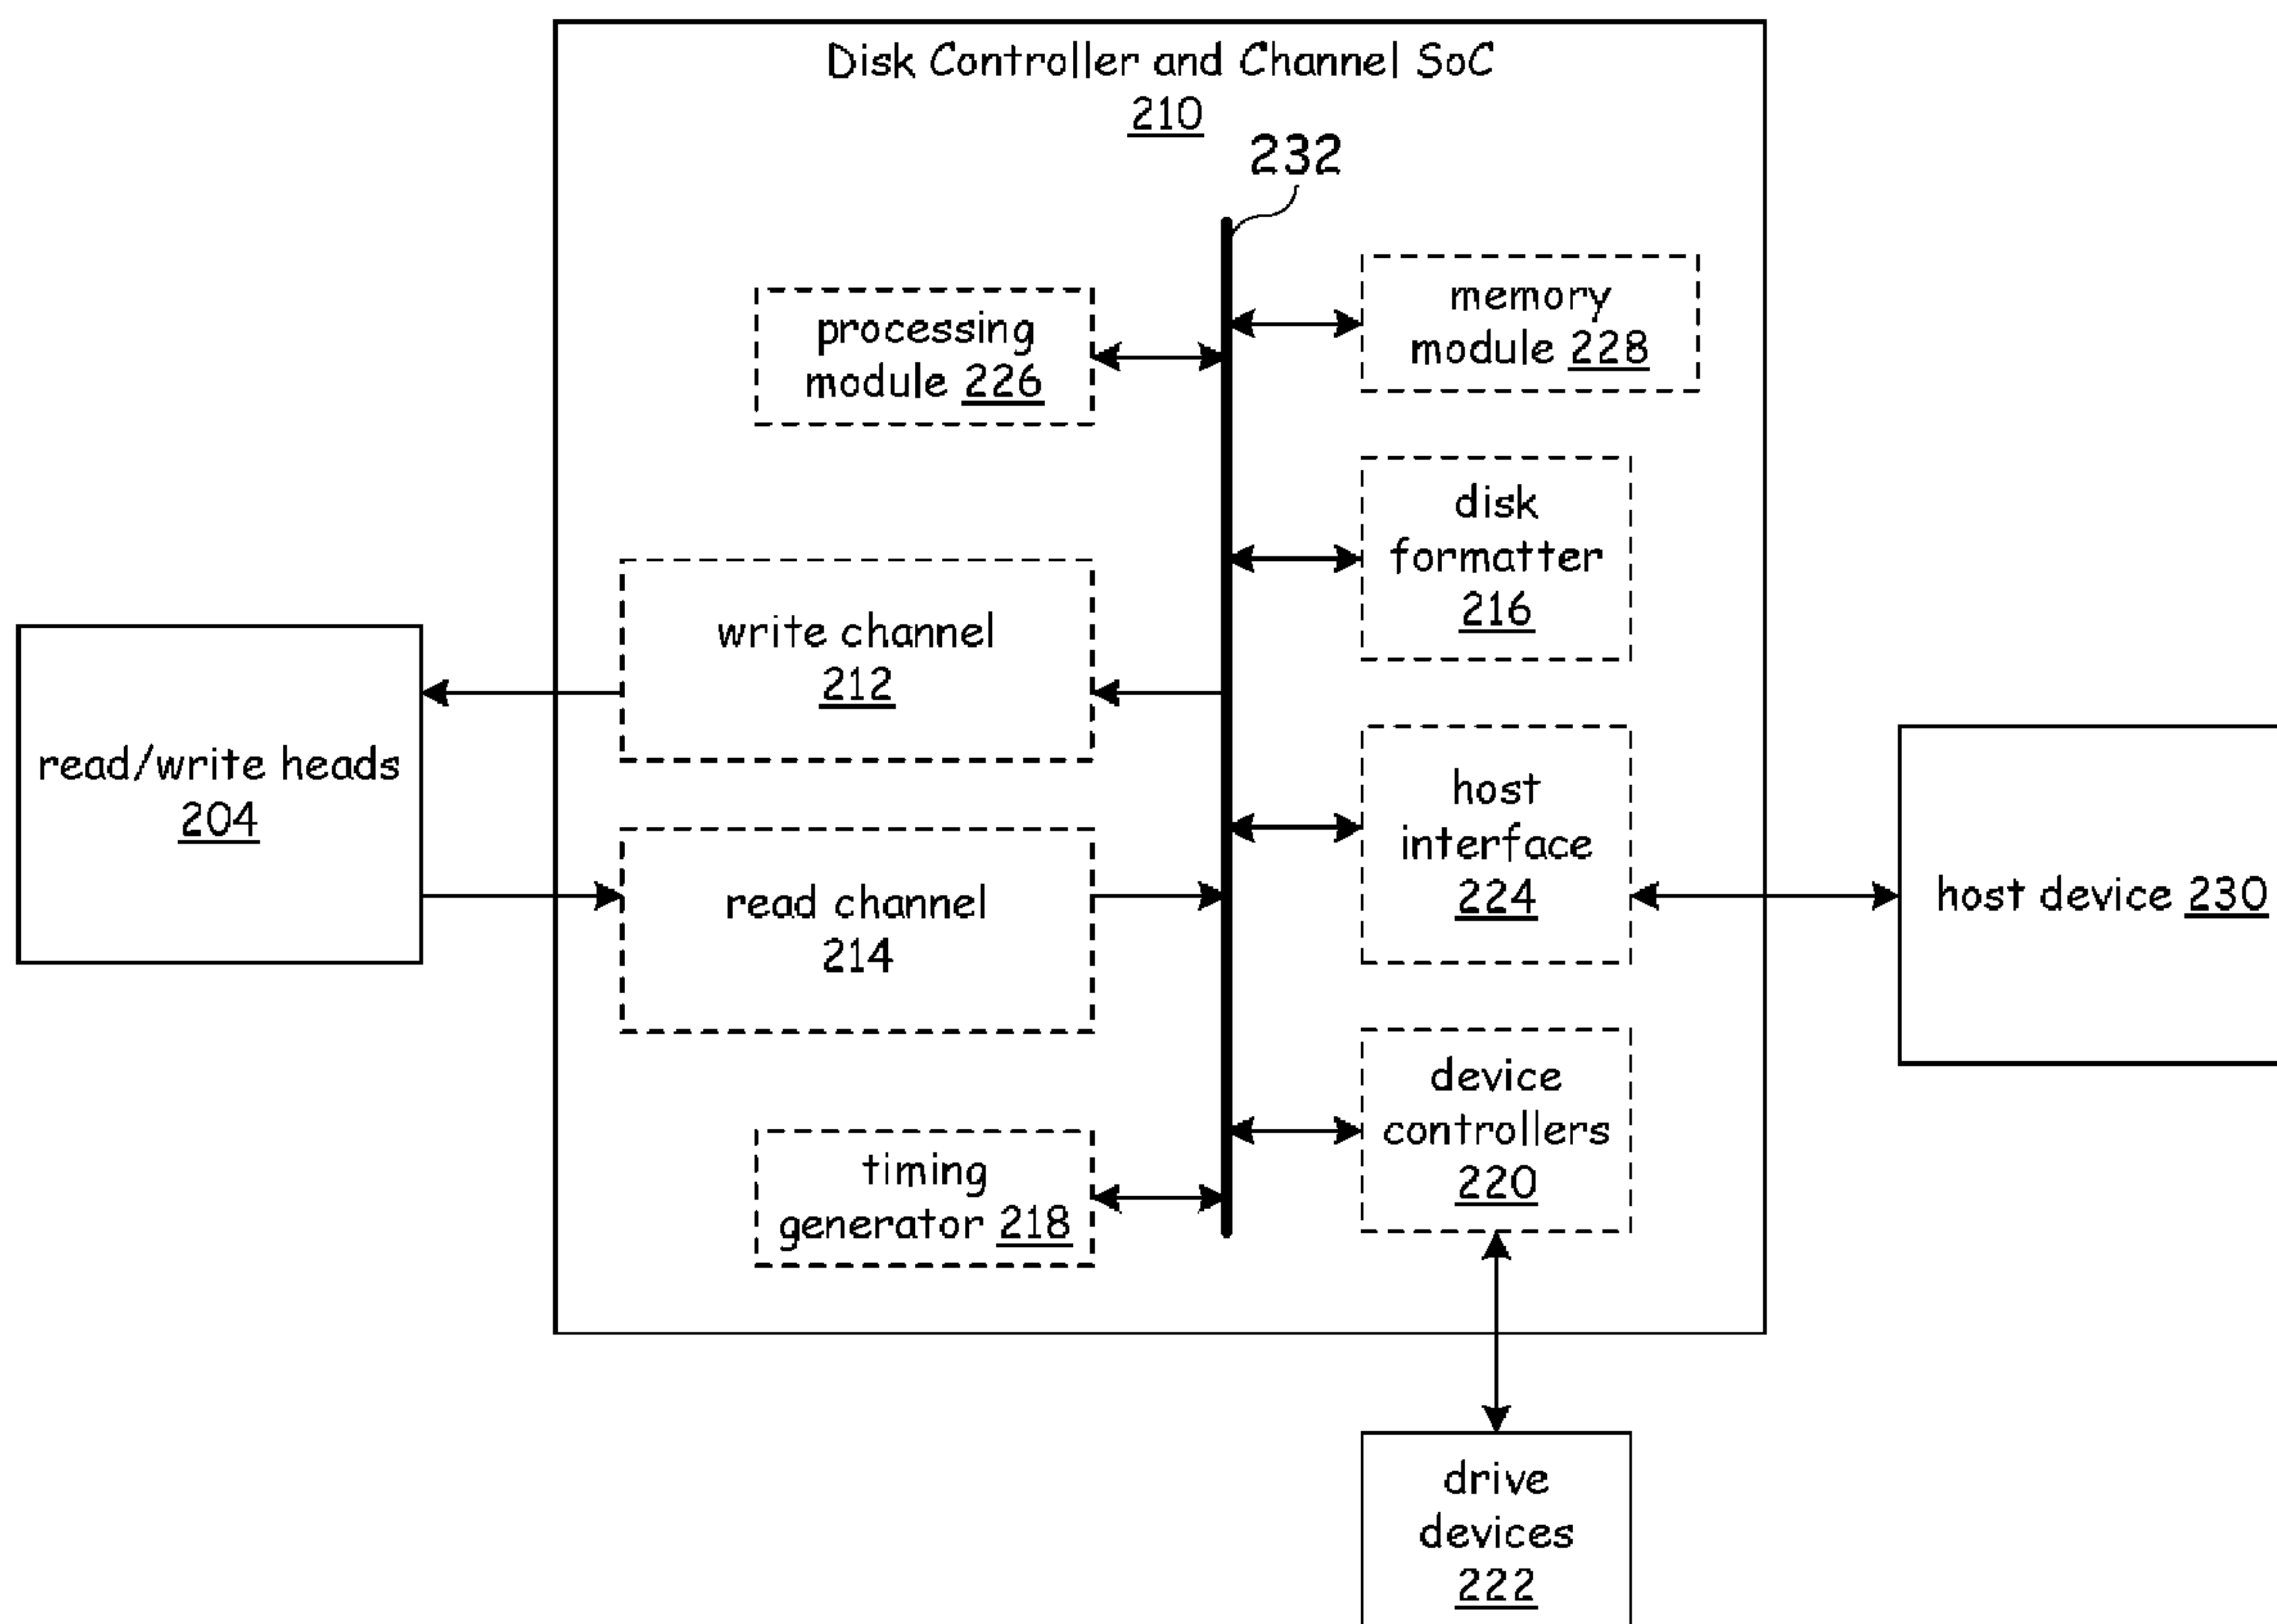 Disk Controller and Channel SoC
210
232
processing
module 226
memory
module 228
disk
formatter
216
write channel
212
read/write heads
204
read channel
214
host
interface
224
host device 230
device
controllers
220
timing
generator 218
drive
devices
222